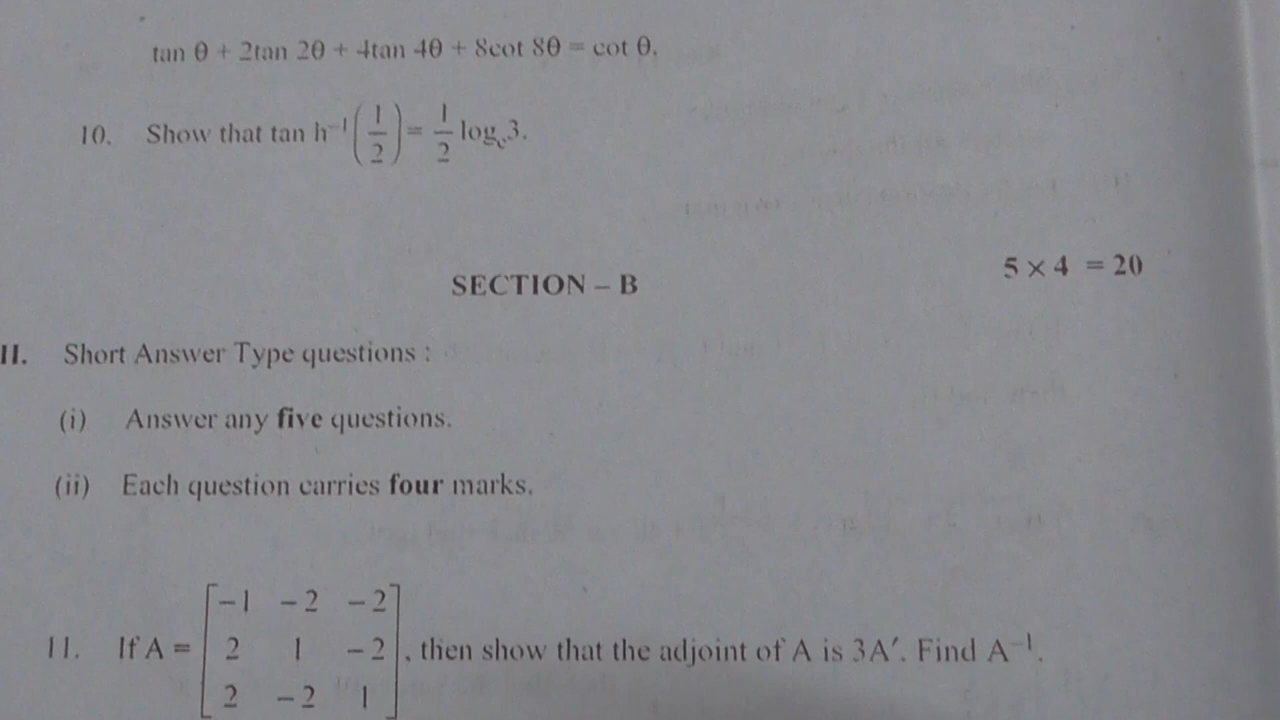 tan θ + 2tan 2θ + 4tan 4θ + 8cot 8θ = cot θ.
10. Show that tan h⁻¹(1/2) = 1/2 logₑ3.
SECTION – B
5 × 4 = 20
II. Short Answer Type questions :
(i) Answer any five questions.
(ii) Each question carries four marks.
11. If A = [−1 −2 −2
2 1 −2
2 −2 1], then show that the adjoint of A is 3A′. Find A⁻¹.